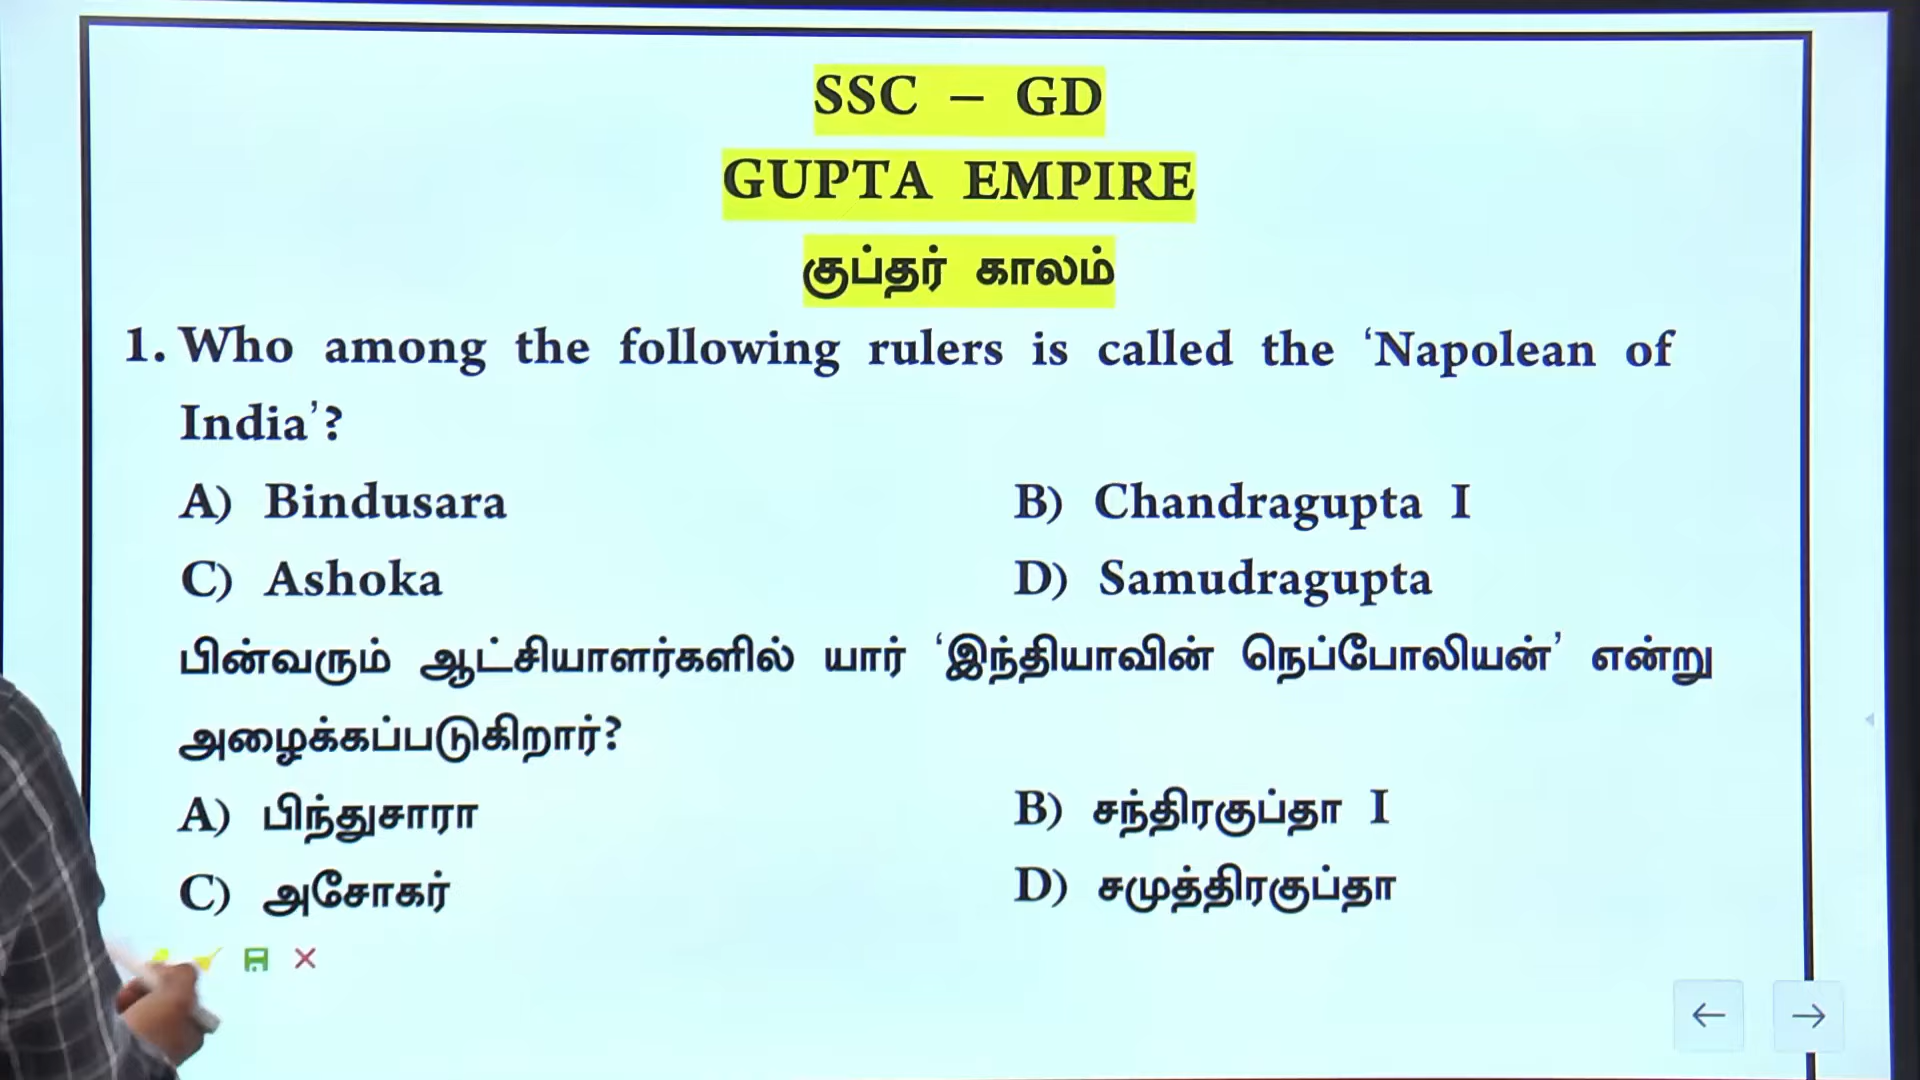 SSC – GD
GUPTA EMPIRE
குப்தர் காலம்
1. Who among the following rulers is called the ‘Napolean of
India’?
A) Bindusara B) Chandragupta I
C) Ashoka D) Samudragupta
பின்வரும் ஆட்சியாளர்களில் யார் ‘இந்தியாவின் நெப்போலியன்’ என்று
அழைக்கப்படுகிறார்?
A) பிந்துசாரா B) சந்திரகுப்தா I
C) அசோகர் D) சமுத்திரகுப்தா